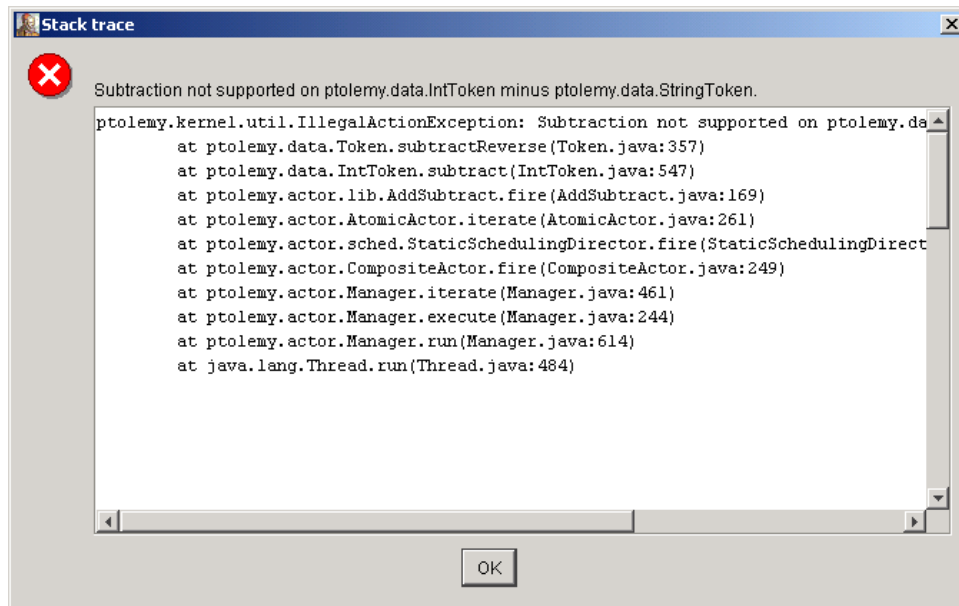 Stack trace
Subtraction not supported on ptolemy.data.IntToken minus ptolemy.data.StringToken.
ptolemy.kernel.util.IllegalActionException: Subtraction not supported on ptolemy.da
at ptolemy.data.Token.subtractReverse(Token.java:357)
at ptolemy.data.IntToken.subtract(IntToken.java:547)
at ptolemy.actor.lib.AddSubtract.fire(AddSubtract.java:169)
at ptolemy.actor.AtomicActor.iterate(AtomicActor.java:261)
at ptolemy.actor.sched.StaticSchedulingDirector.fire(StaticSchedulingDirect
at ptolemy.actor.CompositeActor.fire(CompositeActor.java:249)
at ptolemy.actor.Manager.iterate(Manager.java:461)
at ptolemy.actor.Manager.execute(Manager.java:244)
at ptolemy.actor.Manager.run(Manager.java:614)
at java.lang.Thread.run(Thread.java:484)
OK